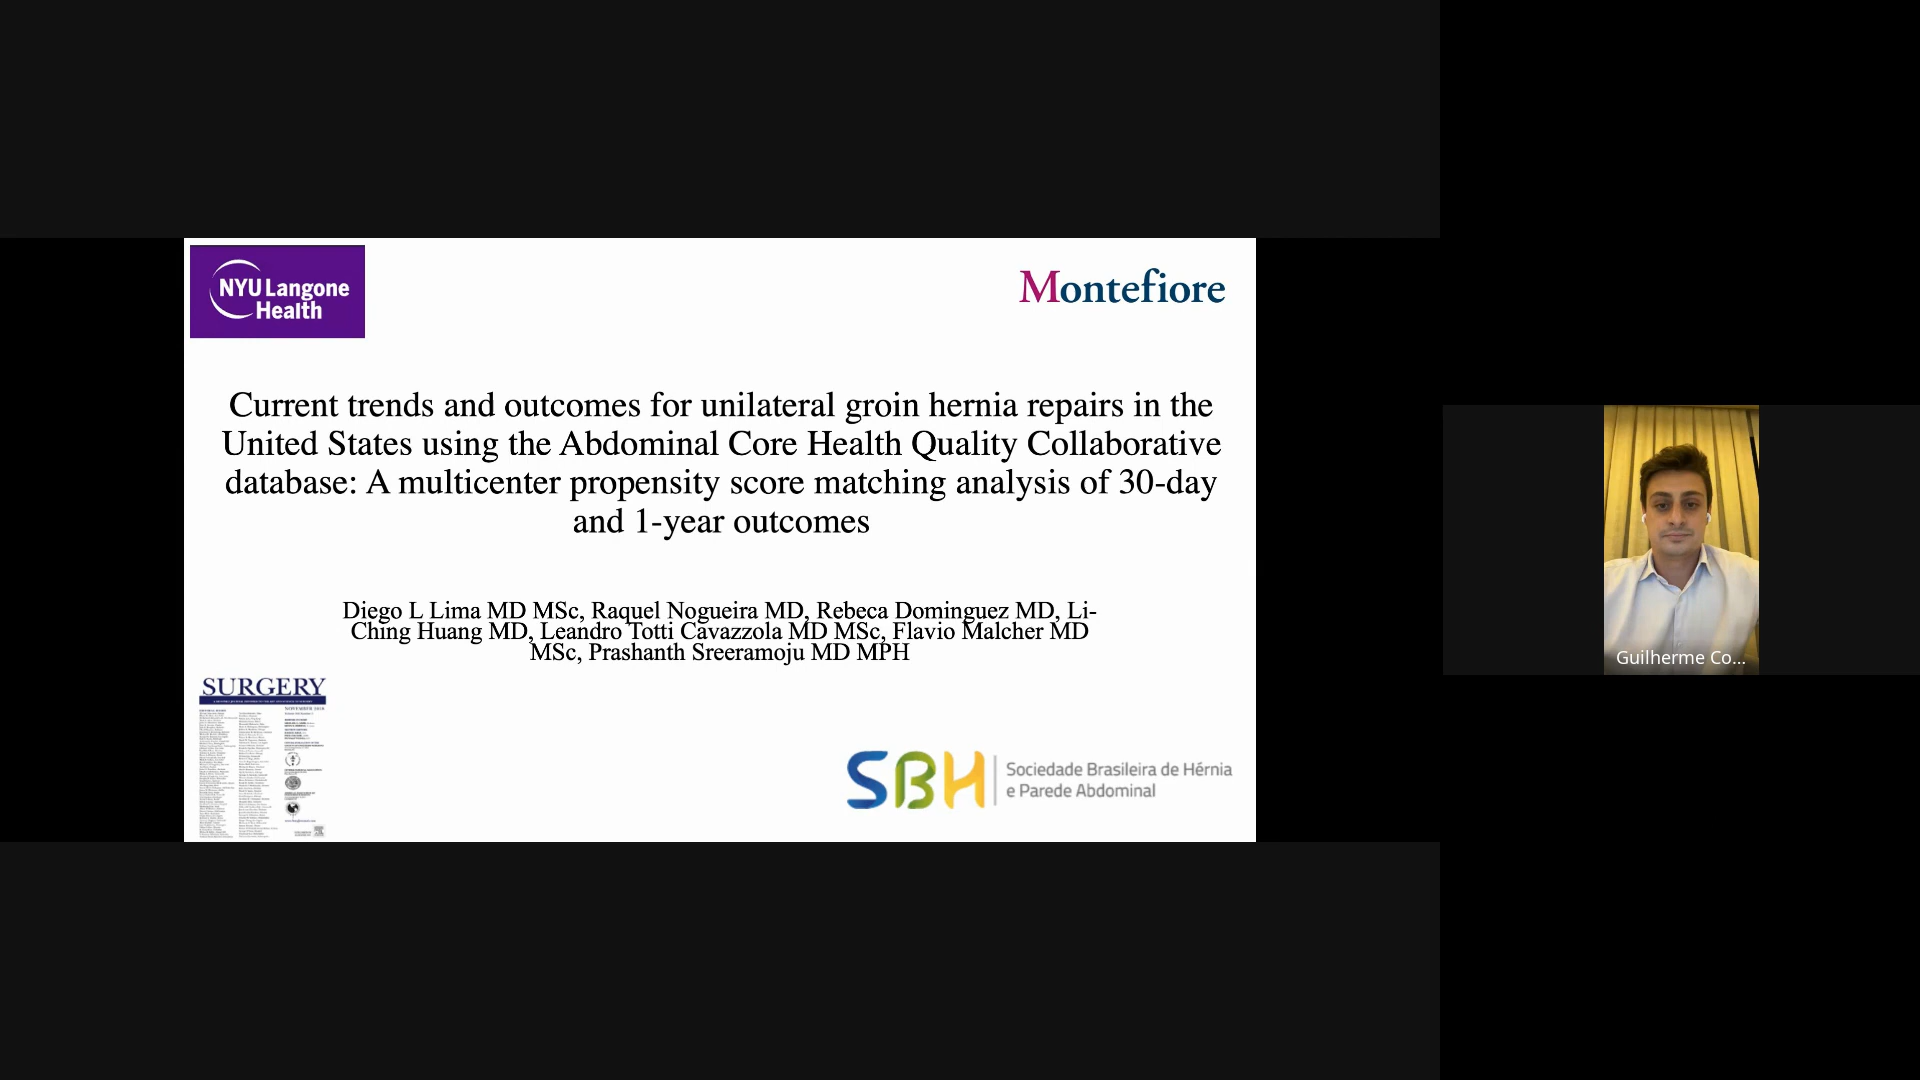 NYU Langone
Health
Montefiore
Current trends and outcomes for unilateral groin hernia repairs in the
United States using the Abdominal Core Health Quality Collaborative
database: A multicenter propensity score matching analysis of 30-day
and 1-year outcomes
Diego L Lima MD MSc, Raquel Nogueira MD, Rebeca Dominguez MD, Li-
Ching Huang MD, Leandro Totti Cavazzola MD MSc, Flavio Malcher MD
MSc, Prashanth Sreeramoju MD MPH
SURGERY
SBH
Sociedade Brasileira de Hérnia
e Parede Abdominal
Guilherme Co...